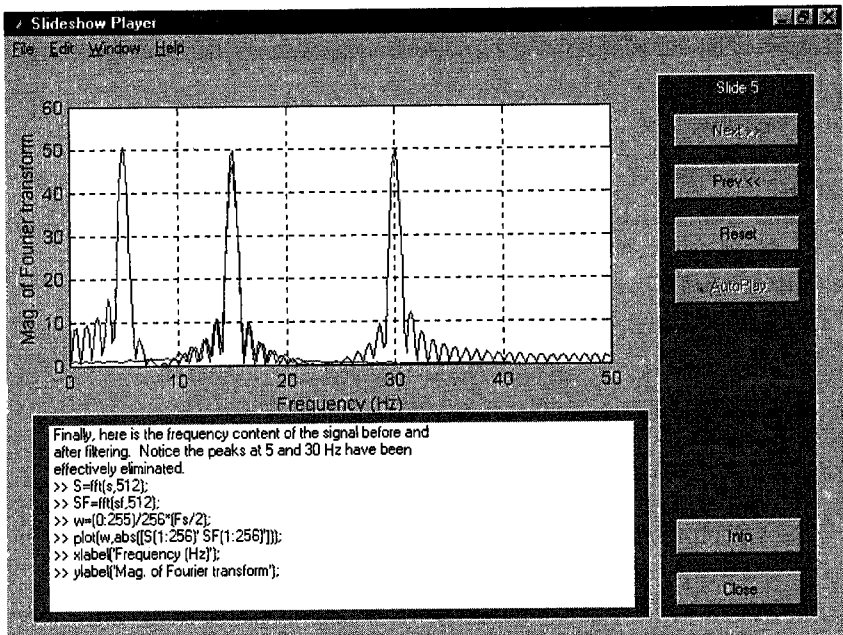 Slideshow Player
File Edit Window Help
60
50
40
30
20
10
0
Mag. of Fourier transform
0 10 20 30 40 50
Frequency (Hz)
Slide 5
Next >>
Prev <<
Reset
AutoPlay
Info
Close
Finally, here is the frequency content of the signal before and
after filtering. Notice the peaks at 5 and 30 Hz have been
effectively eliminated.
>> S=fft(s,512);
>> SF=fft(sf,512);
>> w=(0:255)/256*(Fs/2);
>> plot(w,abs([S(1:256)' SF(1:256)']));
>> xlabel('Frequency (Hz)');
>> ylabel('Mag. of Fourier transform');